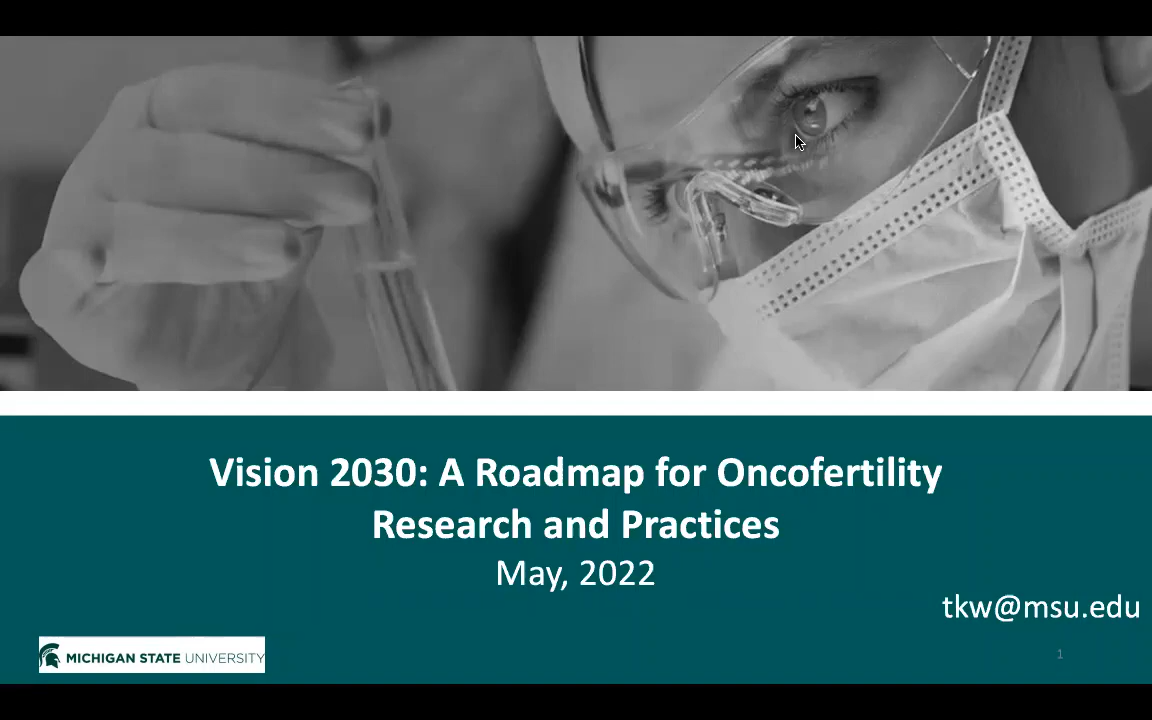 Vision 2030: A Roadmap for Oncofertility
Research and Practices
May, 2022
tkw@msu.edu
MICHIGAN STATE UNIVERSITY
1